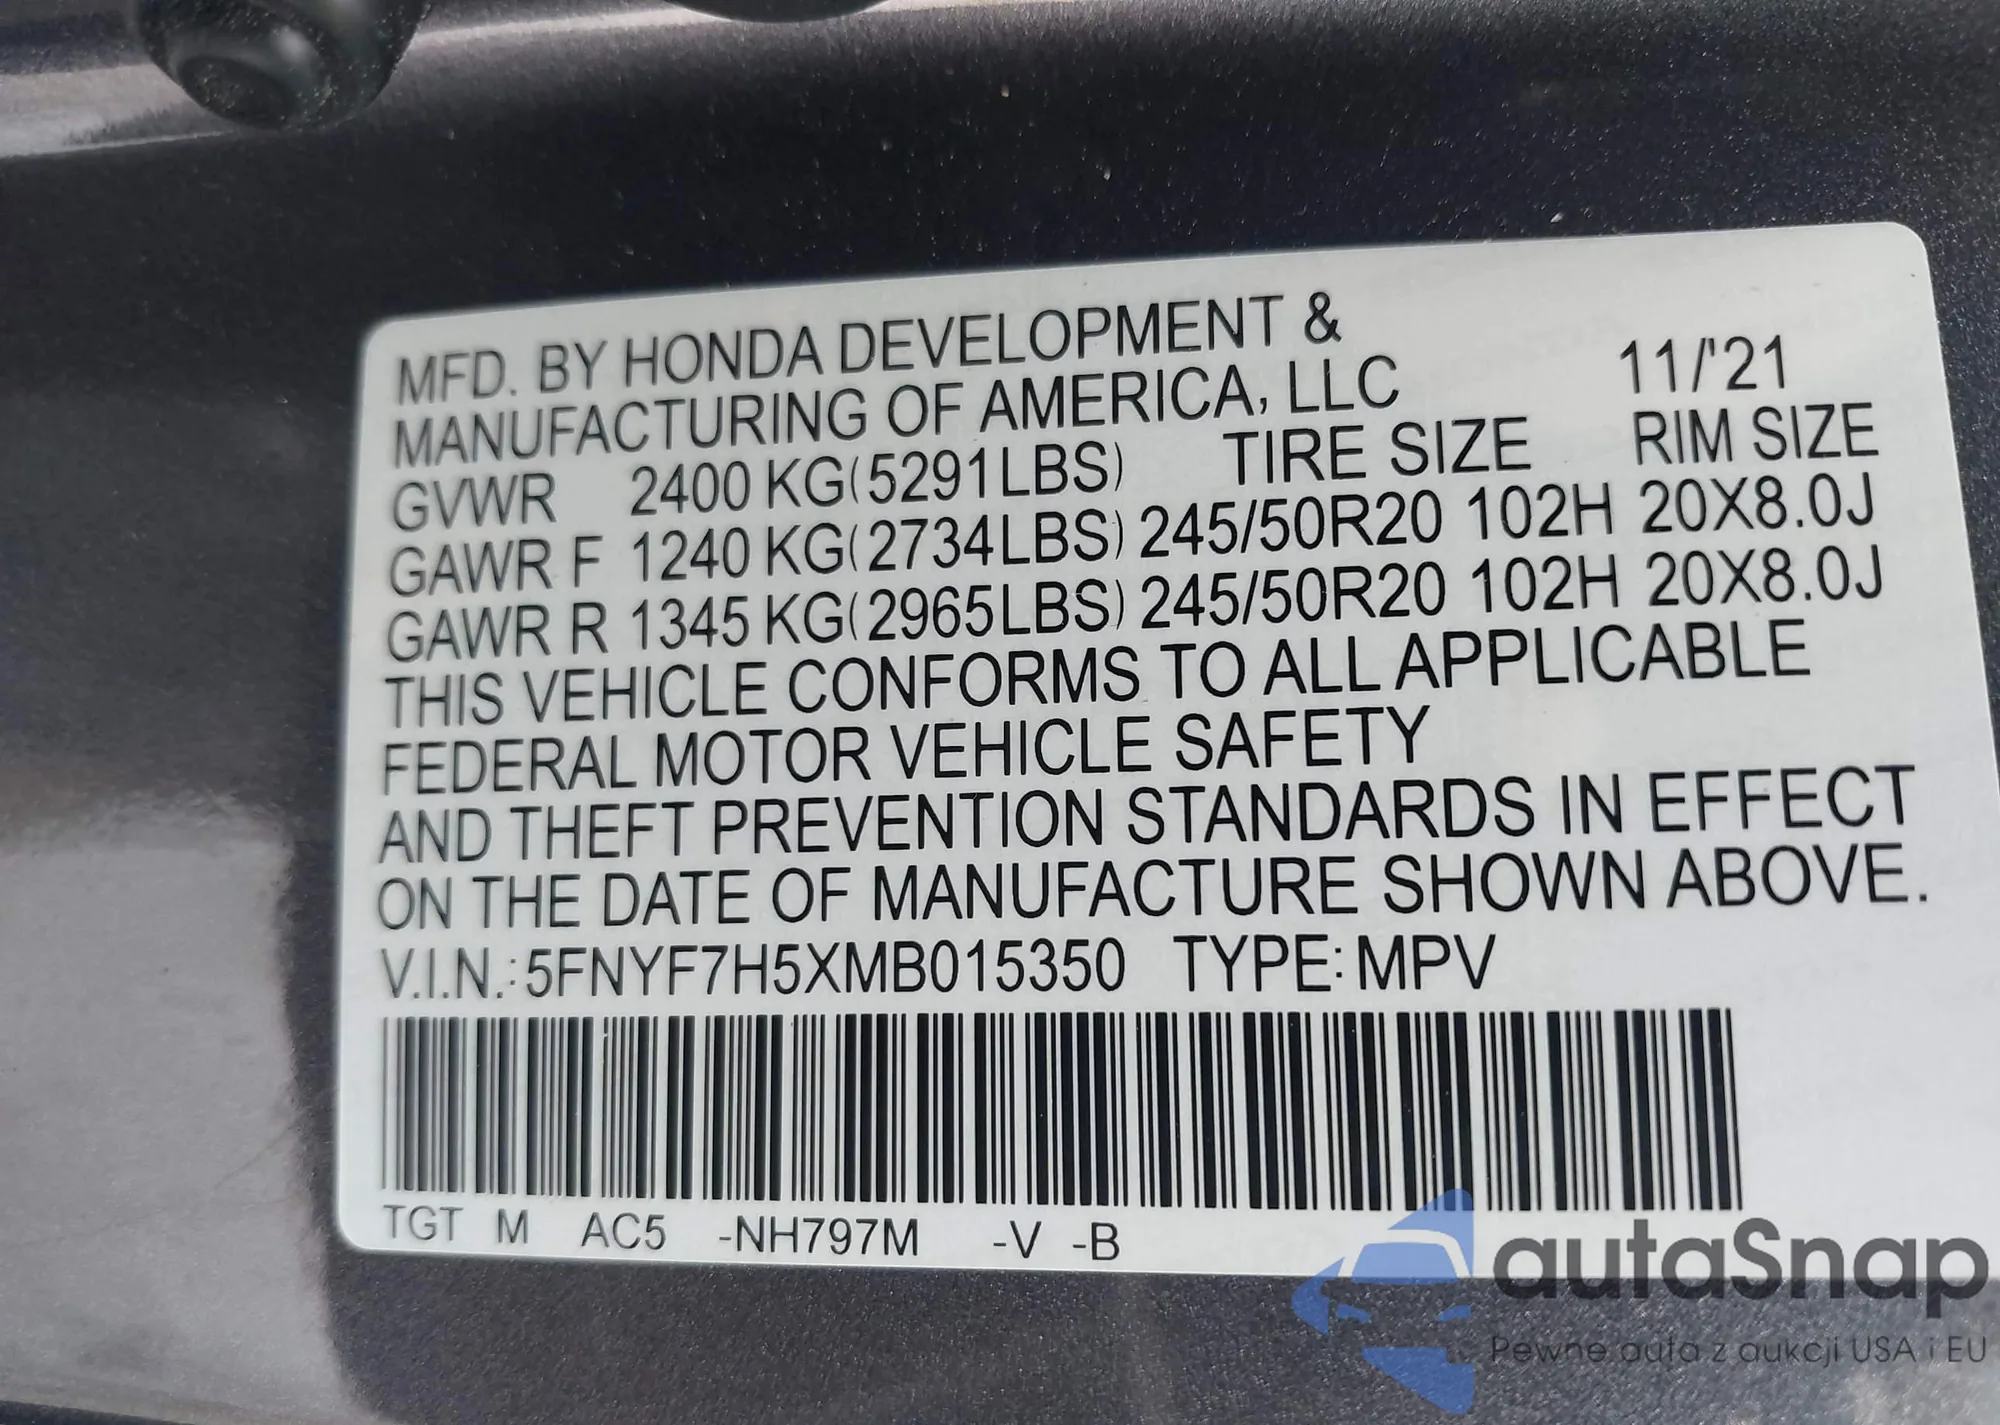 MFD. BY HONDA DEVELOPMENT &
MANUFACTURING OF AMERICA, LLC 11/'21
GVWR 2400 KG(5291LBS) TIRE SIZE RIM SIZE
GAWR F 1240 KG(2734LBS) 245/50R20 102H 20X8.0J
GAWR R 1345 KG(2965LBS) 245/50R20 102H 20X8.0J
THIS VEHICLE CONFORMS TO ALL APPLICABLE
FEDERAL MOTOR VEHICLE SAFETY
AND THEFT PREVENTION STANDARDS IN EFFECT
ON THE DATE OF MANUFACTURE SHOWN ABOVE.
V.I.N.:5FNYF7H5XMB015350 TYPE:MPV
TGT M AC5 -NH797M -V -B
autaSnap
Pewne auta z aukcji USA i EU